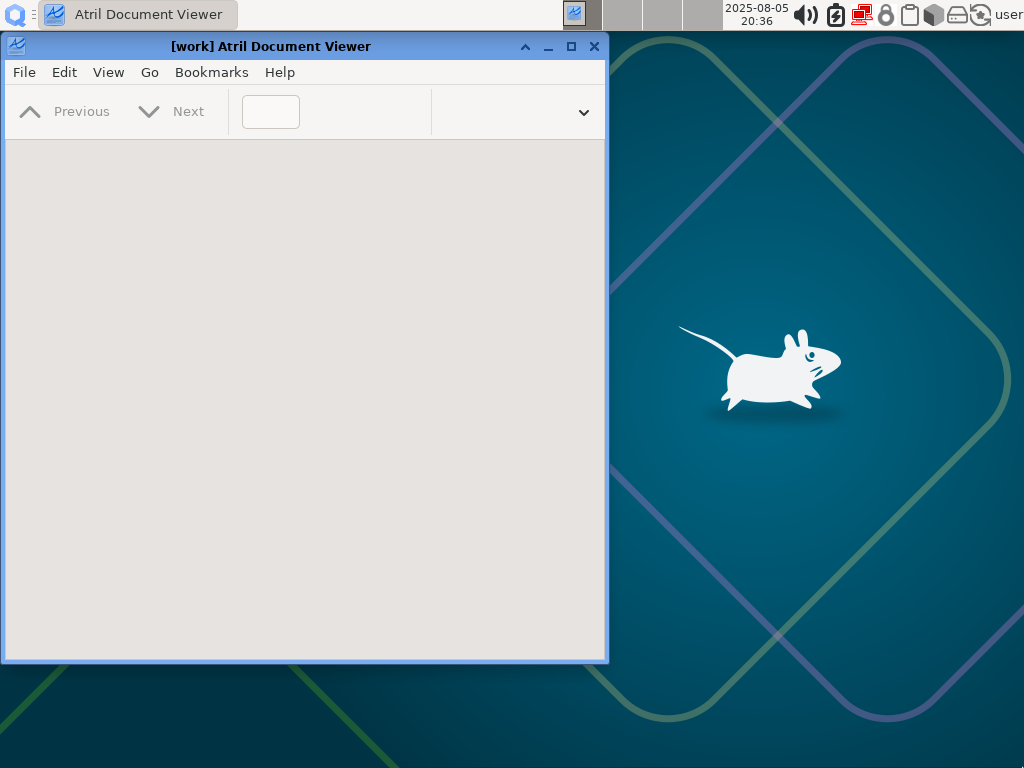 Atril Document Viewer
2025-08-05
20:36
user
[work] Atril Document Viewer
File Edit View Go Bookmarks Help
Previous Next